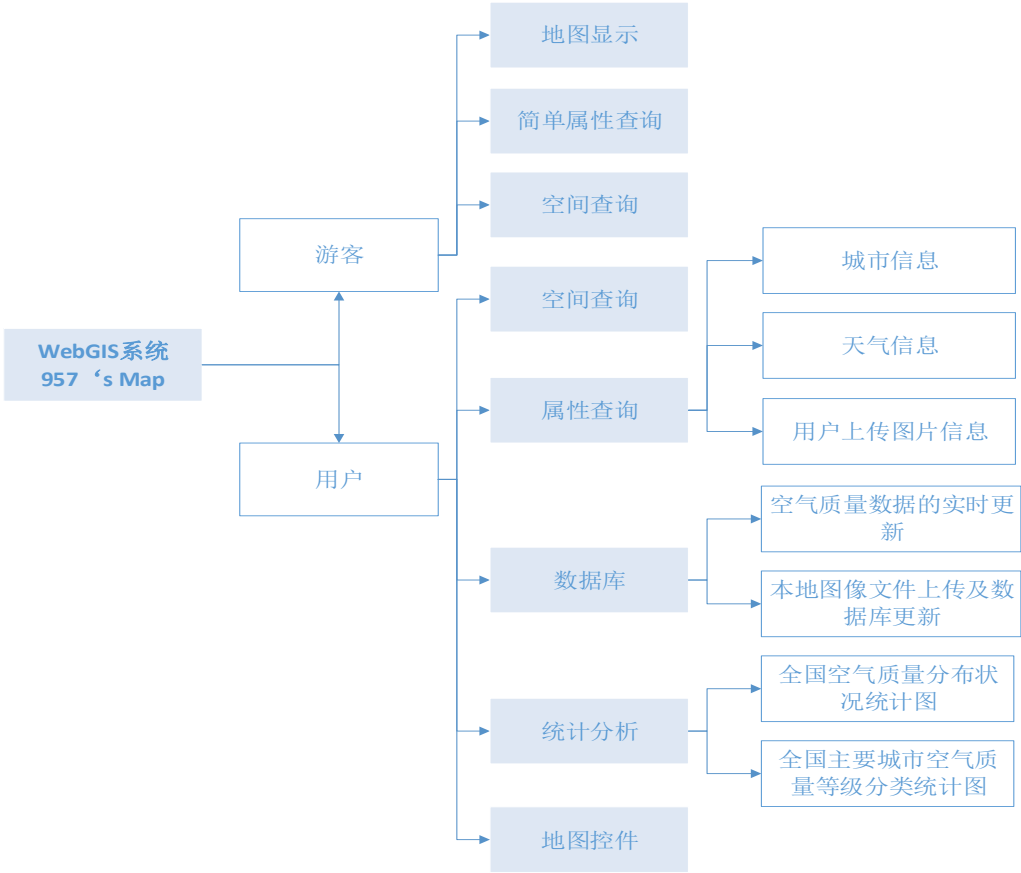 地图显示
简单属性查询
空间查询
游客
城市信息
空间查询
WebGIS系统
957‘s Map
天气信息
属性查询
用户上传图片信息
用户
空气质量数据的实时更
新
数据库
本地图像文件上传及数
据库更新
全国空气质量分布状
况统计图
统计分析
全国主要城市空气质
量等级分类统计图
地图控件